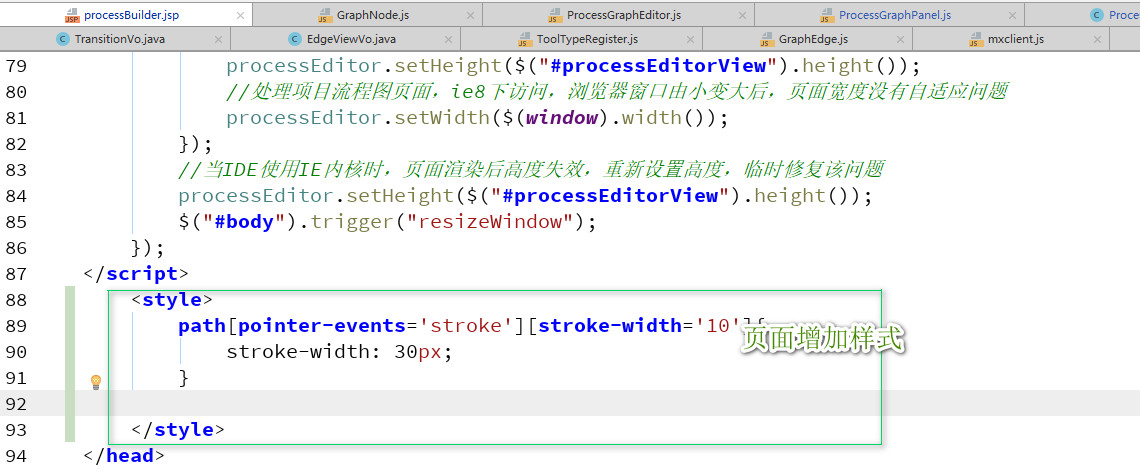 processBuilder.jsp GraphNode.js ProcessGraphEditor.js ProcessGraphPanel.js Proces
TransitionVo.java EdgeViewVo.java ToolTypeRegister.js GraphEdge.js mxclient.js
79 processEditor.setHeight($("#processEditorView").height());
80 //处理项目流程图页面，ie8下访问，浏览器窗口由小变大后，页面宽度没有自适应问题
81 processEditor.setWidth($(window).width());
82 });
83 //当IDE使用IE内核时，页面渲染后高度失效，重新设置高度，临时修复该问题
84 processEditor.setHeight($("#processEditorView").height());
85 $("#body").trigger("resizeWindow");
86 });
87 </script>
88 <style>
89 path[pointer-events='stroke'][stroke-width='10']{
页面增加样式
90 stroke-width: 30px;
91 }
92
93 </style>
94 </head>